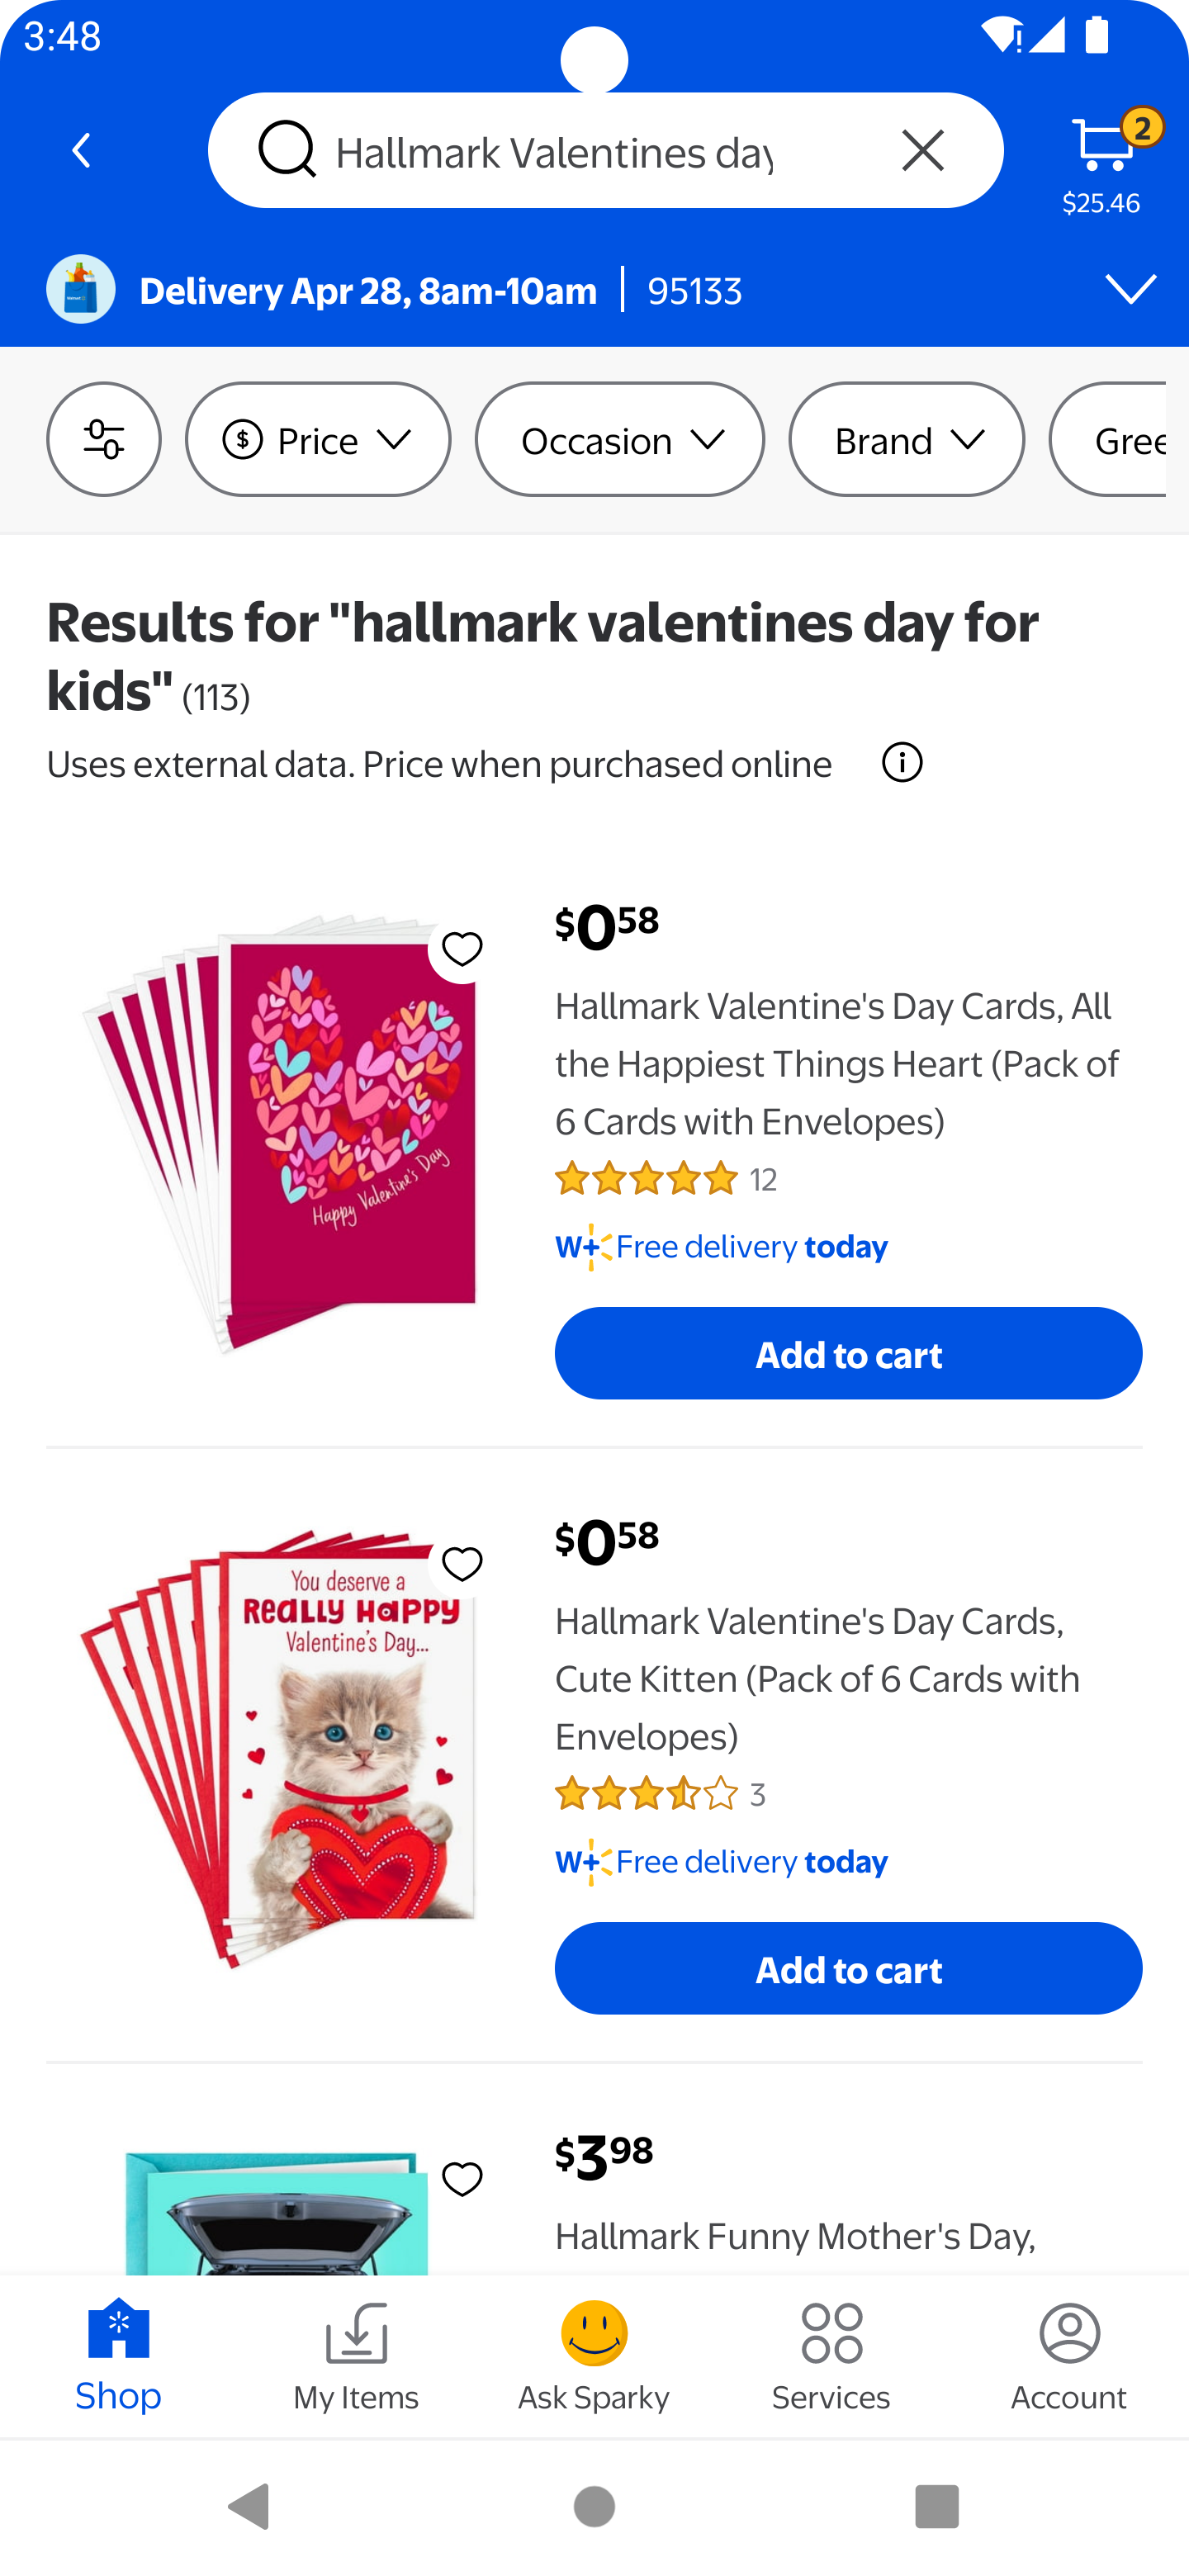 3:48
Hallmark Valentines day
2
$25.46
Delivery Apr 28, 8am-10am | 95133
$ Price
Occasion
Brand
Gree
Results for "hallmark valentines day for
kids" (113)
Uses external data. Price when purchased online
$0.58
Hallmark Valentine's Day Cards, All
the Happiest Things Heart (Pack of
6 Cards with Envelopes)
Happy Valentine's Day
12
W+ Free delivery today
Add to cart
$0.58
You deserve a
ReaLLY HaPPY
Valentine's Day...
Hallmark Valentine's Day Cards,
Cute Kitten (Pack of 6 Cards with
Envelopes)
3
W+ Free delivery today
Add to cart
$3.98
Hallmark Funny Mother's Day,
Shop
My Items
Ask Sparky
Services
Account